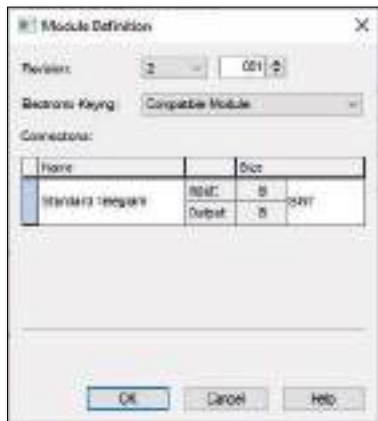 Module Definition
Revision: 2 001
Electronic Keying: Compatible Module
Connections:
Name Size
Standard Telegram Input: 8 SINT
Output: 8
OK Cancel Help